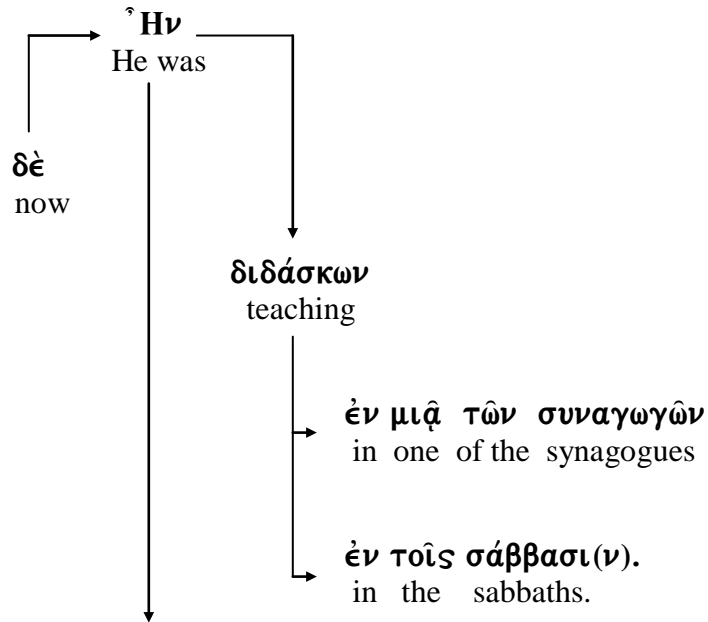 Ἦν
He was
δὲ
now
διδάσκων
teaching
ἐν μιᾷ τῶν συναγωγῶν
in one of the synagogues
ἐν τοῖς σάββασι(ν).
in the sabbaths.